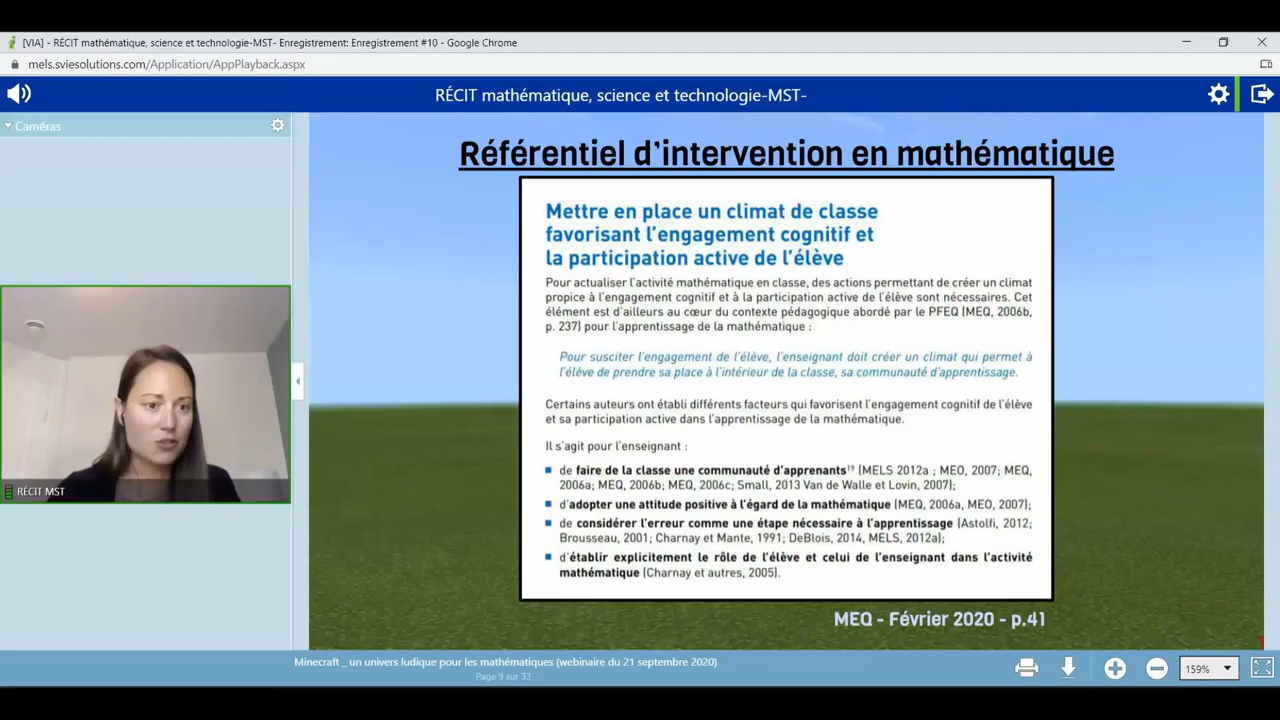 [VIA] - RÉCIT mathématique, science et technologie-MST- Enregistrement: Enregistrement #10 - Google Chrome
mels.sviesolutions.com/Application/AppPlayback.aspx
RÉCIT mathématique, science et technologie-MST-
Caméras
RÉCIT MST
Référentiel d'intervention en mathématique
Mettre en place un climat de classe
favorisant l'engagement cognitif et
la participation active de l'élève
Pour actualiser l'activité mathématique en classe, des actions permettant de créer un climat
propice à l'engagement cognitif et à la participation active de l'élève sont nécessaires. Cet
élément est d'ailleurs au cœur du contexte pédagogique abordé par le PFEQ (MEQ, 2006b,
p. 237) pour l'apprentissage de la mathématique :
Pour susciter l'engagement de l'élève, l'enseignant doit créer un climat qui permet à
l'élève de prendre sa place à l'intérieur de la classe, sa communauté d'apprentissage.
Certains auteurs ont établi différents facteurs qui favorisent l'engagement cognitif de l'élève
et sa participation active dans l'apprentissage de la mathématique.
Il s'agit pour l'enseignant :
de faire de la classe une communauté d'apprenants¹⁹ (MELS 2012a ; MEO, 2007; MEQ,
2006a; MEQ, 2006b; MEQ, 2006c; Small, 2013 Van de Walle et Lovin, 2007);
d'adopter une attitude positive à l'égard de la mathématique (MEQ, 2006a, MEO, 2007);
de considérer l'erreur comme une étape nécessaire à l'apprentissage (Astolfi, 2012;
Brousseau, 2001; Charnay et Mante, 1991; DeBlois, 2014, MELS, 2012a);
d'établir explicitement le rôle de l'élève et celui de l'enseignant dans l'activité
mathématique (Charnay et autres, 2005).
MEQ - Février 2020 - p.41
Minecraft _ un univers ludique pour les mathématiques (webinaire du 21 septembre 2020)
Page 9 sur 33
159%